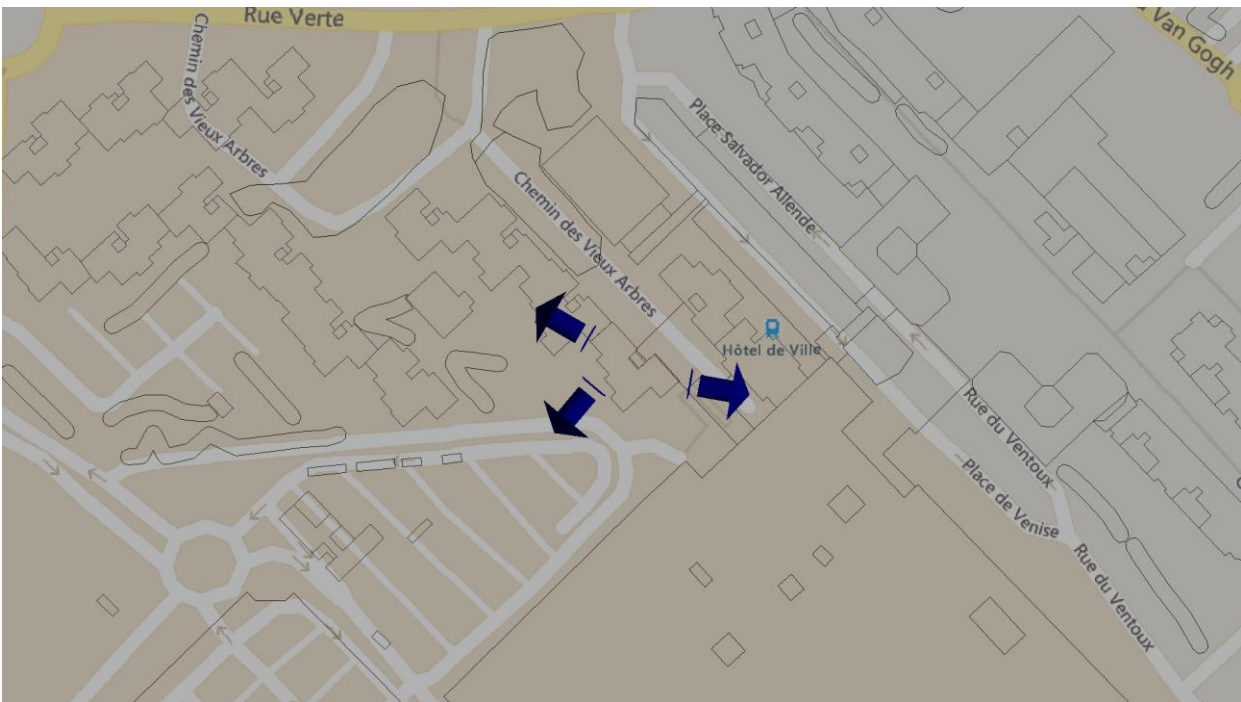 Rue Verte
Van Gogh
Chemin des Vieux Arbres
Place Salvador Allende
Chemin des Vieux Arbres
Hôtel de Ville
Rue du Ventoux
Place de Venise
Rue du Ventoux